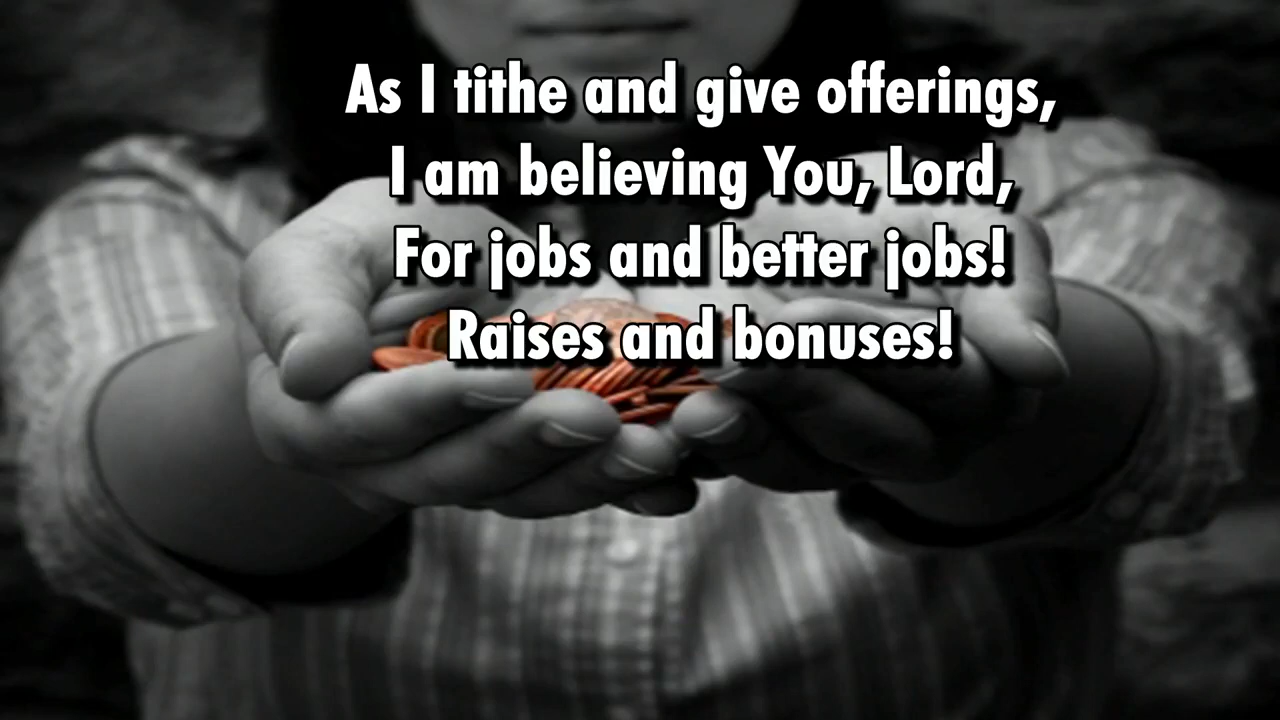 As I tithe and give offerings,
I am believing You, Lord,
For jobs and better jobs!
Raises and bonuses!